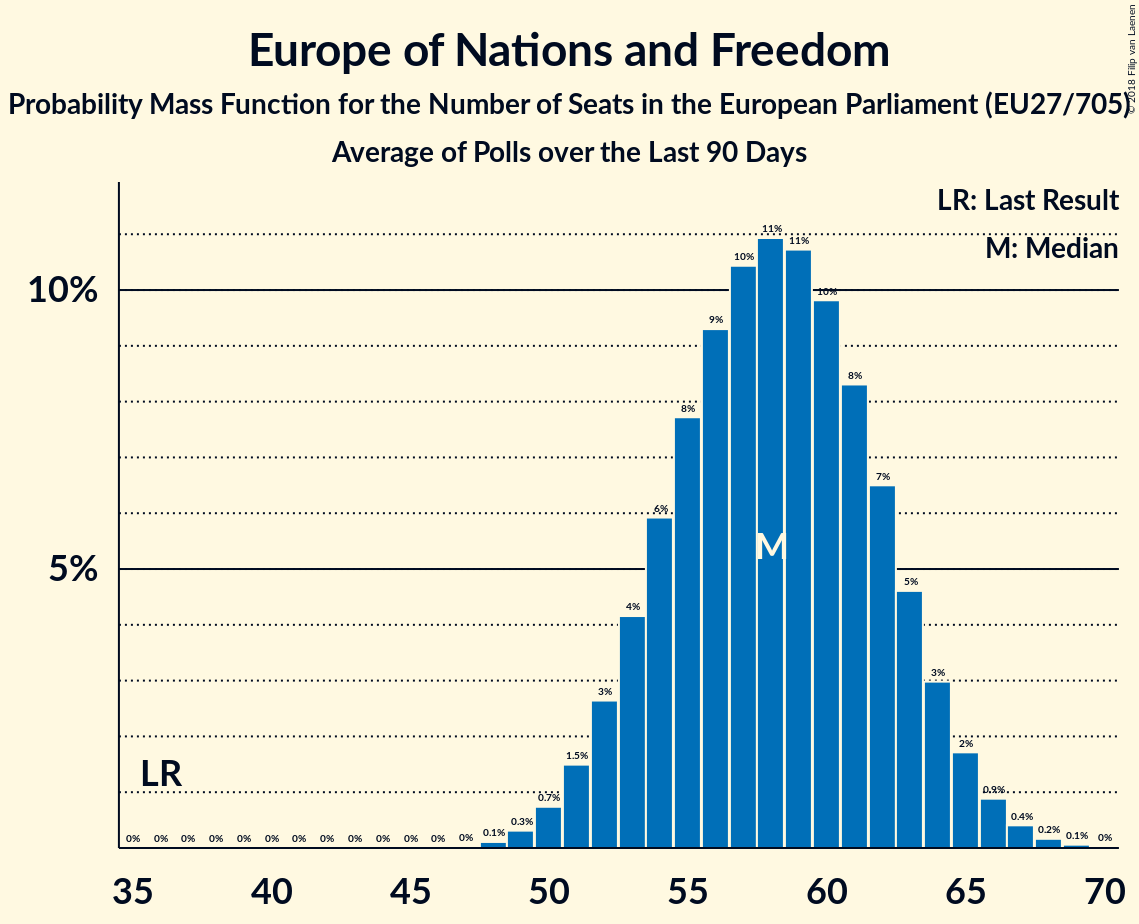 Europe of Nations and Freedom
Probability Mass Function for the Number of Seats in the European Parliament (EU27/705)
Average of Polls over the Last 90 Days
© 2018 Filip van Laenen
LR: Last Result
M: Median
10%
5%
LR
M
0% 0% 0% 0% 0% 0% 0% 0% 0% 0% 0% 0% 0% 0.1% 0.3% 0.7% 1.5% 3% 4% 6% 8% 9% 10% 11% 11% 10% 8% 7% 5% 3% 2% 0.9% 0.4% 0.2% 0.1% 0%
35 40 45 50 55 60 65 70